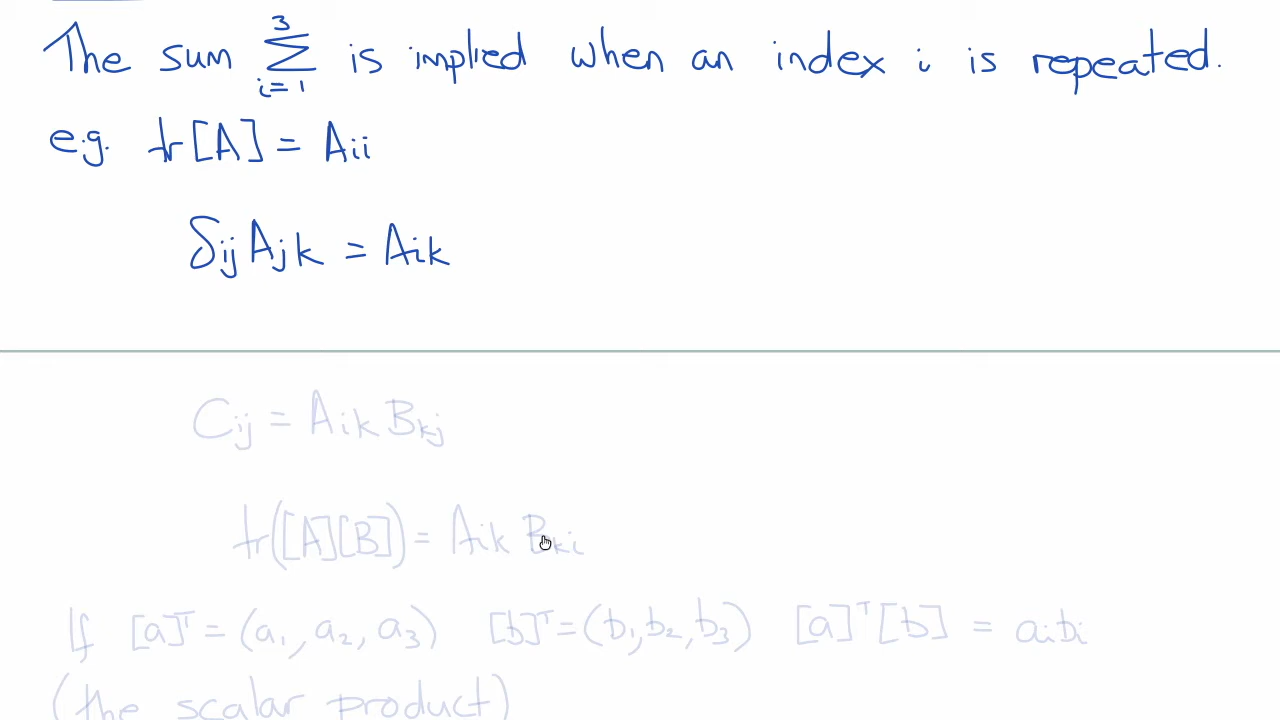 The sum 3∑i=1 is implied when an index i is repeated.
e.g. tr[A] = Aii
δij Ajk = Aik
Cij = Aik Bkj
tr([A][B]) = Aik Bki
If [a]ᵀ = (a₁, a₂, a₃) [b]ᵀ = (b₁, b₂, b₃) [a]ᵀ[b] = aibi
(the scalar product)